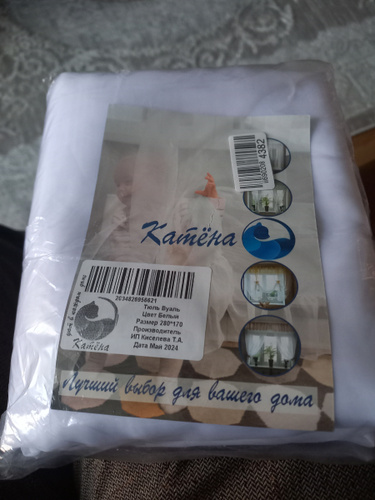 4382
Катёна
2034828956621
Тюль Вуаль
Цвет Белый
Размер 280*170
Производитель
ИП Киселева Т.А.
Дата Май 2024
Катёна
Лучший выбор для вашего дома